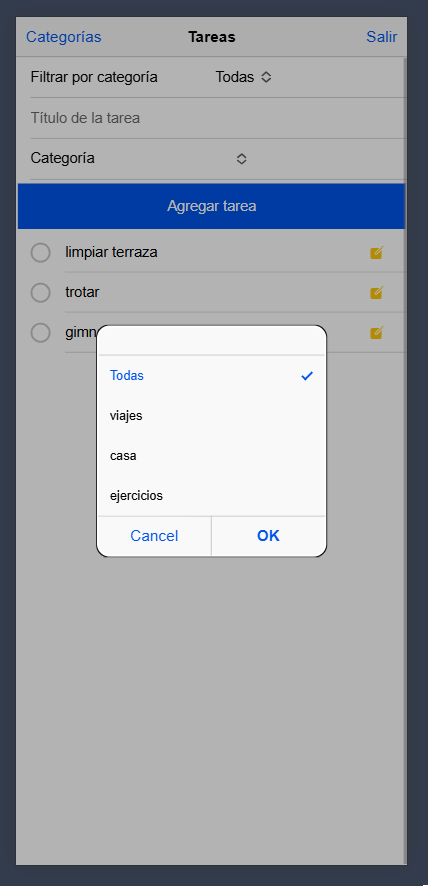 Categorías Tareas Salir
Filtrar por categoría Todas
Título de la tarea
Categoría
Agregar tarea
limpiar terraza
trotar
gimn
Todas
viajes
casa
ejercicios
Cancel OK